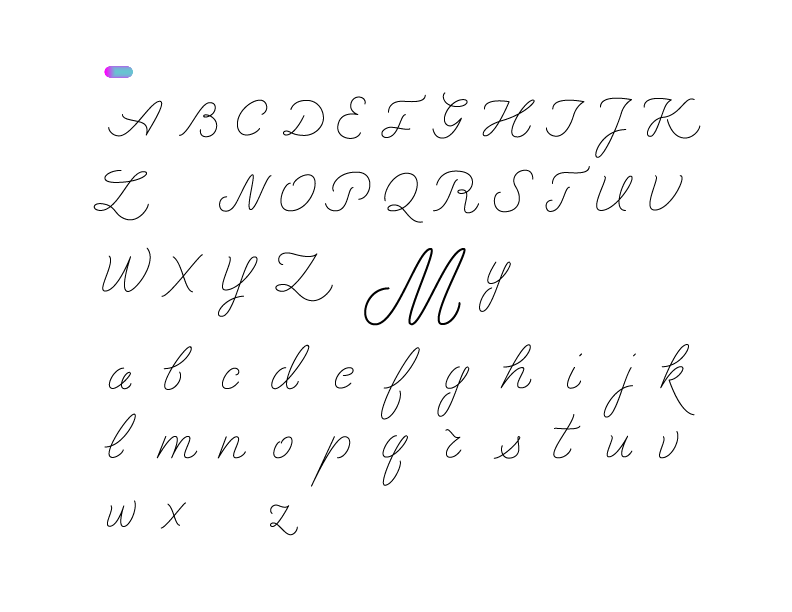 A B C D E F G H I J K
L N O P Q R S T U V
W X Y Z M y
a b c d e f g h i j k
l m n o p q r s t u v
w x z